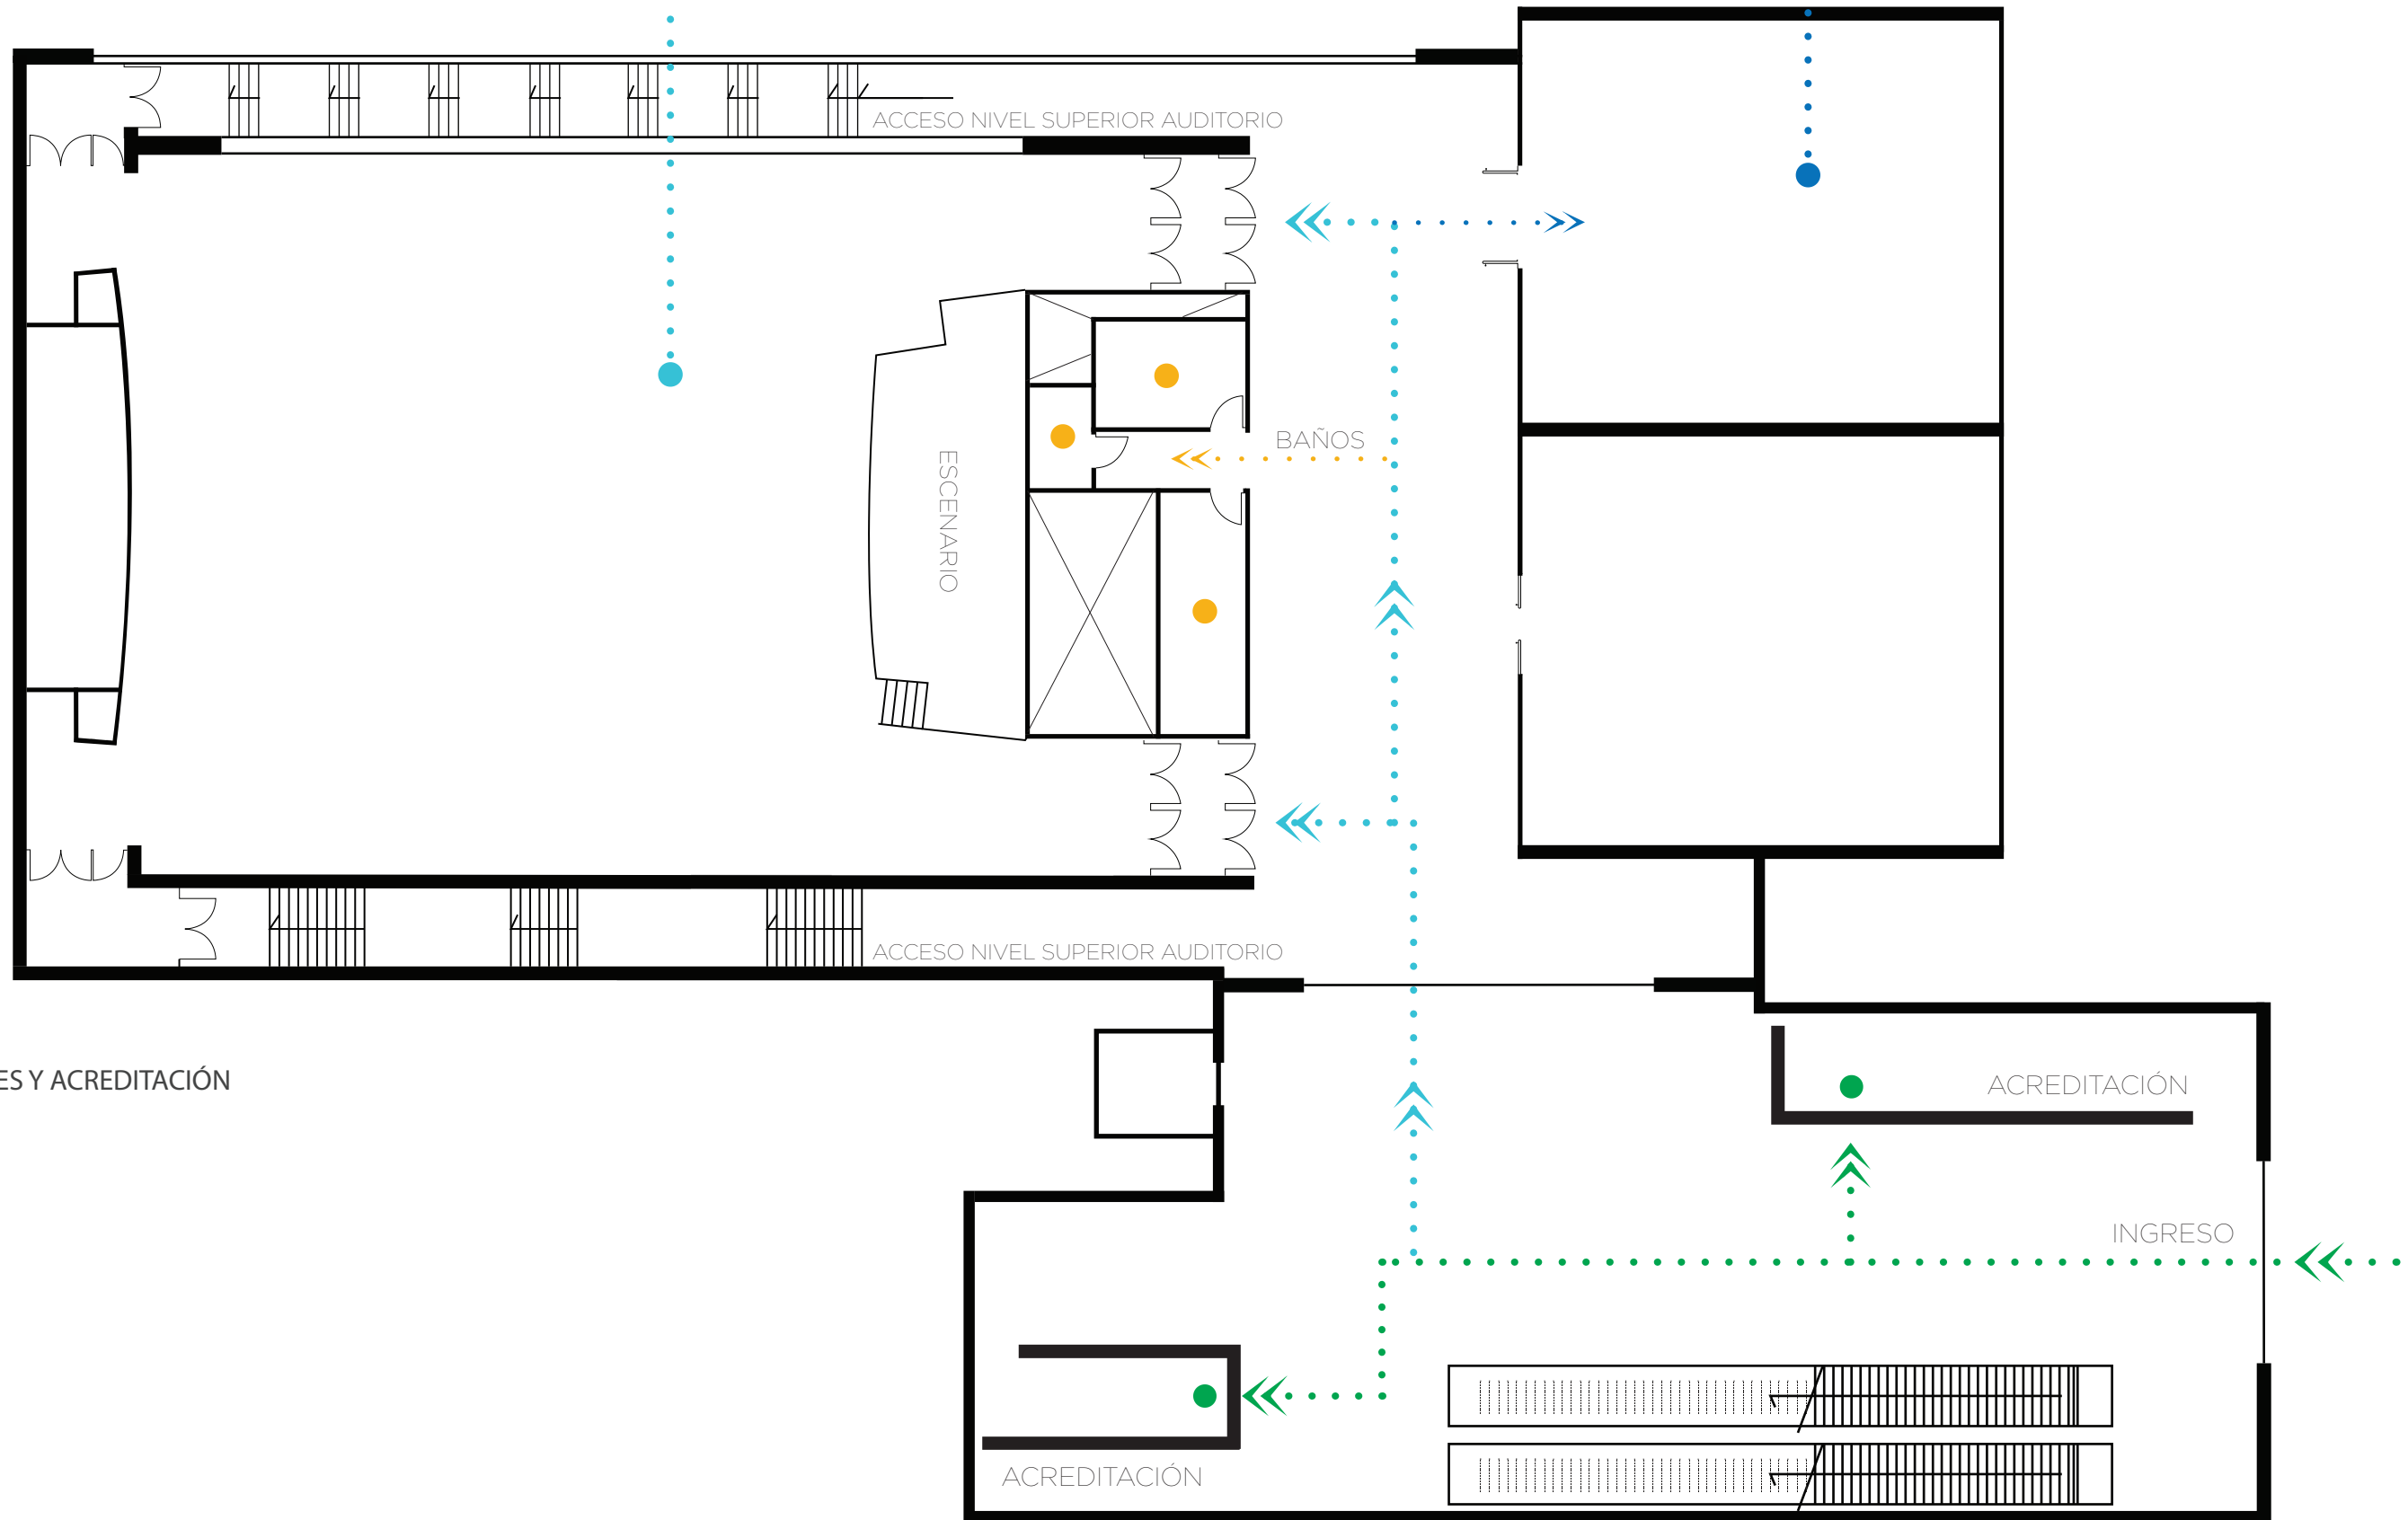 ACCESO NIVEL SUPERIOR AUDITORIO
BAÑOS
ESCENARIO
ACCESO NIVEL SUPERIOR AUDITORIO
ES Y ACREDITACIÓN
ACREDITACIÓN
INGRESO
ACREDITACIÓN